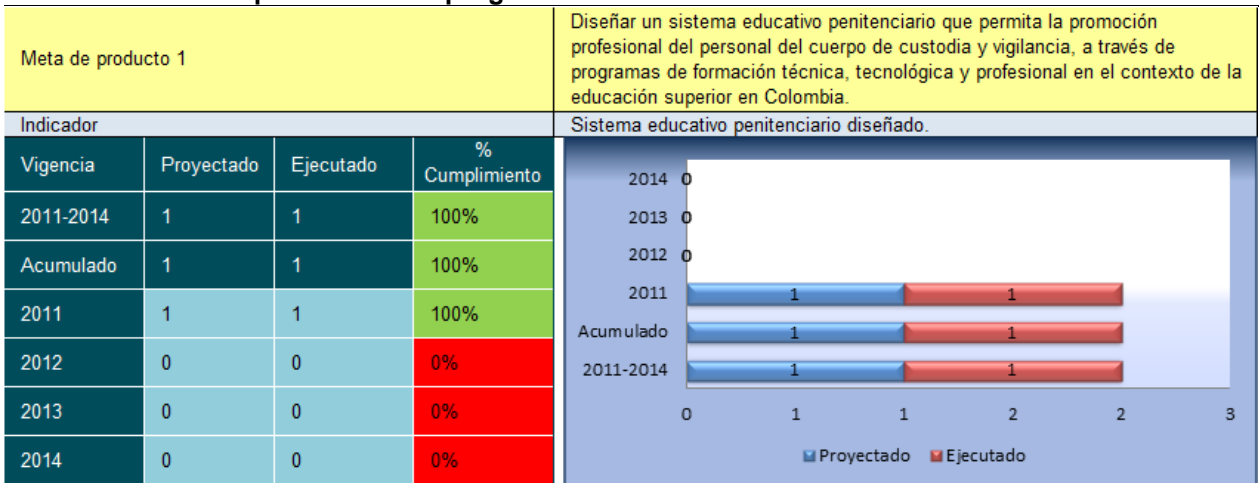 Meta de producto 1
Diseñar un sistema educativo penitenciario que permita la promoción
profesional del personal del cuerpo de custodia y vigilancia, a través de
programas de formación técnica, tecnológica y profesional en el contexto de la
educación superior en Colombia.
Indicador
Sistema educativo penitenciario diseñado.
Vigencia Proyectado Ejecutado % Cumplimiento
2011-2014 1 1 100%
Acumulado 1 1 100%
2011 1 1 100%
2012 0 0 0%
2013 0 0 0%
2014 0 0 0%
2014 0
2013 0
2012 0
2011 1 1
Acumulado 1 1
2011-2014 1 1
0 1 1 2 2 3
Proyectado Ejecutado